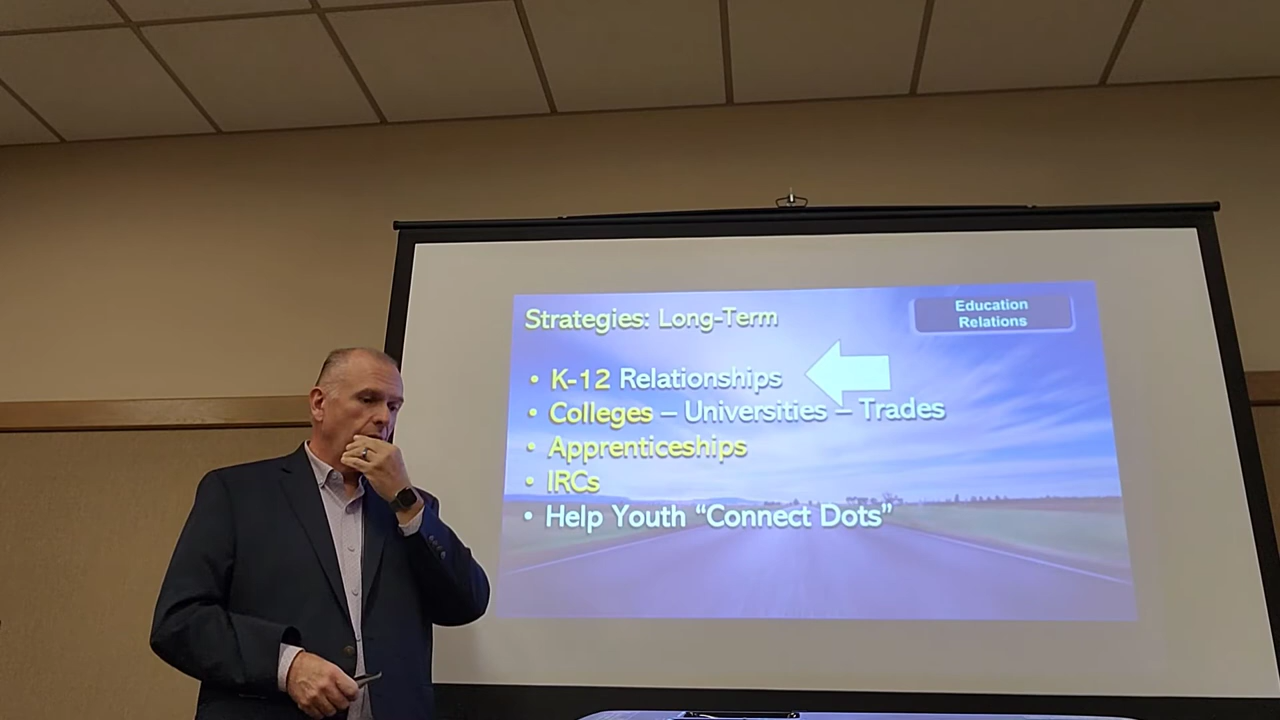 Education
Relations
Strategies: Long-Term
• K-12 Relationships
• Colleges – Universities – Trades
• Apprenticeships
• IRCs
• Help Youth “Connect Dots”